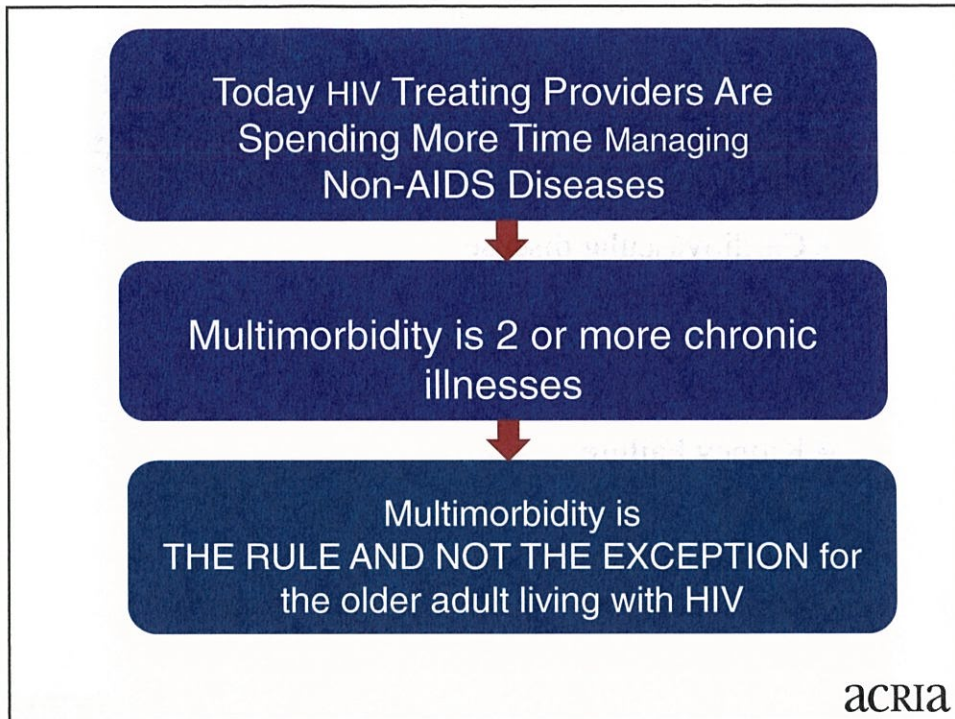 Today HIV Treating Providers Are
Spending More Time Managing
Non-AIDS Diseases
Multimorbidity is 2 or more chronic
illnesses
Multimorbidity is
THE RULE AND NOT THE EXCEPTION for
the older adult living with HIV
acria